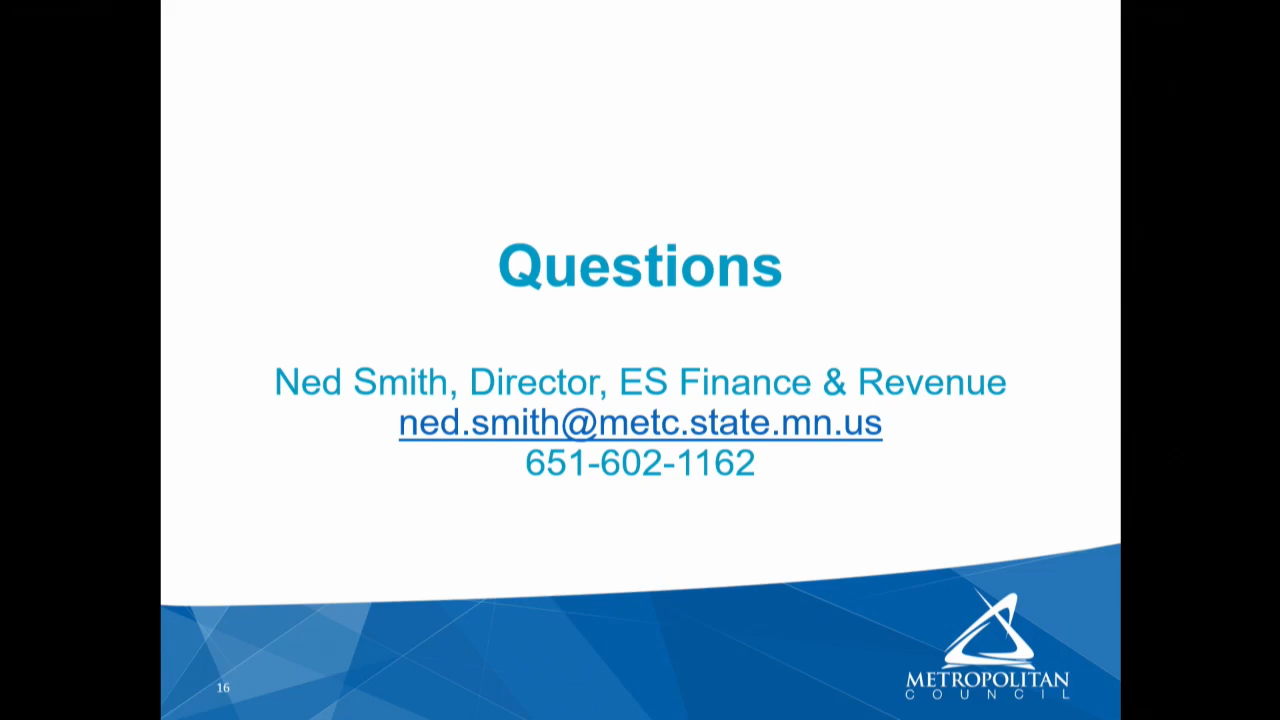 Questions
Ned Smith, Director, ES Finance & Revenue
ned.smith@metc.state.mn.us
651-602-1162
16
METROPOLITAN
COUNCIL